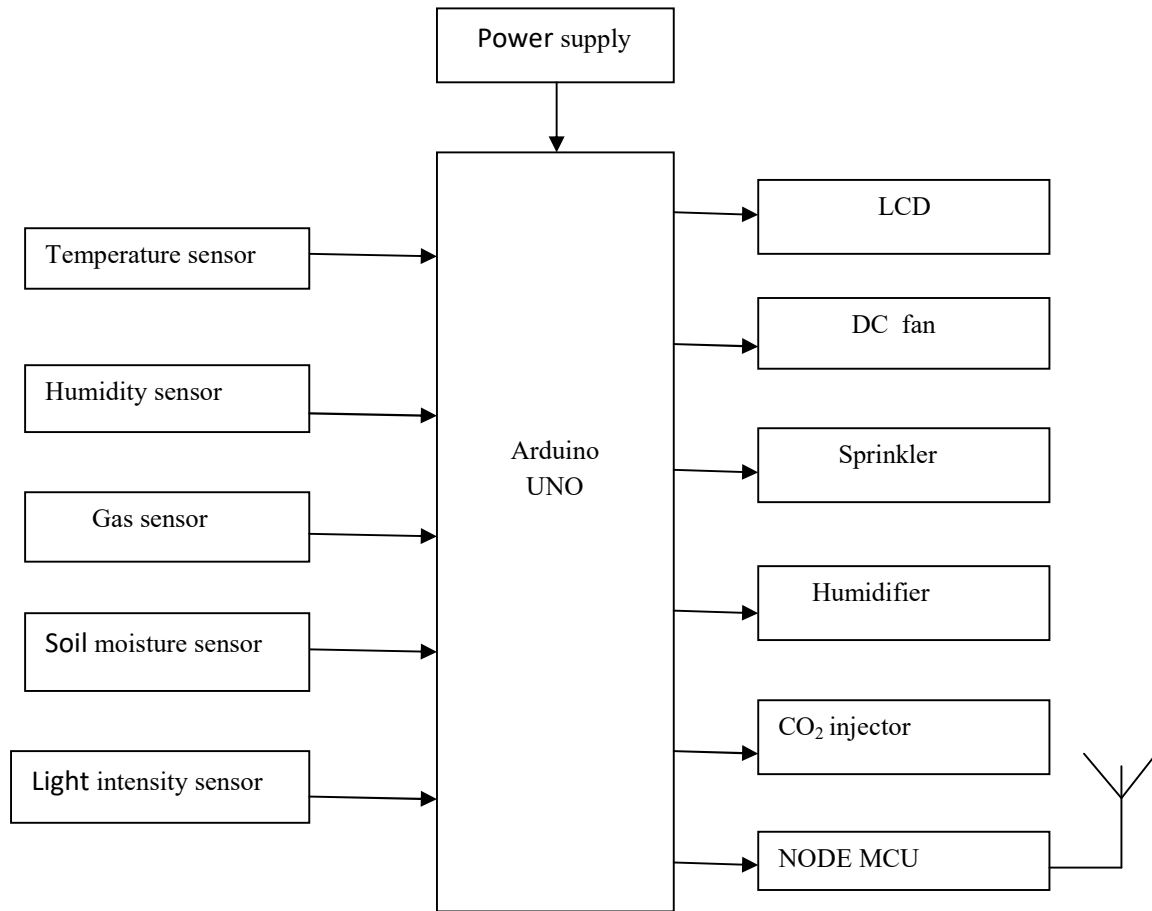 Power supply
Temperature sensor
Humidity sensor
Gas sensor
Soil moisture sensor
Light intensity sensor
Arduino
UNO
LCD
DC fan
Sprinkler
Humidifier
CO₂ injector
NODE MCU